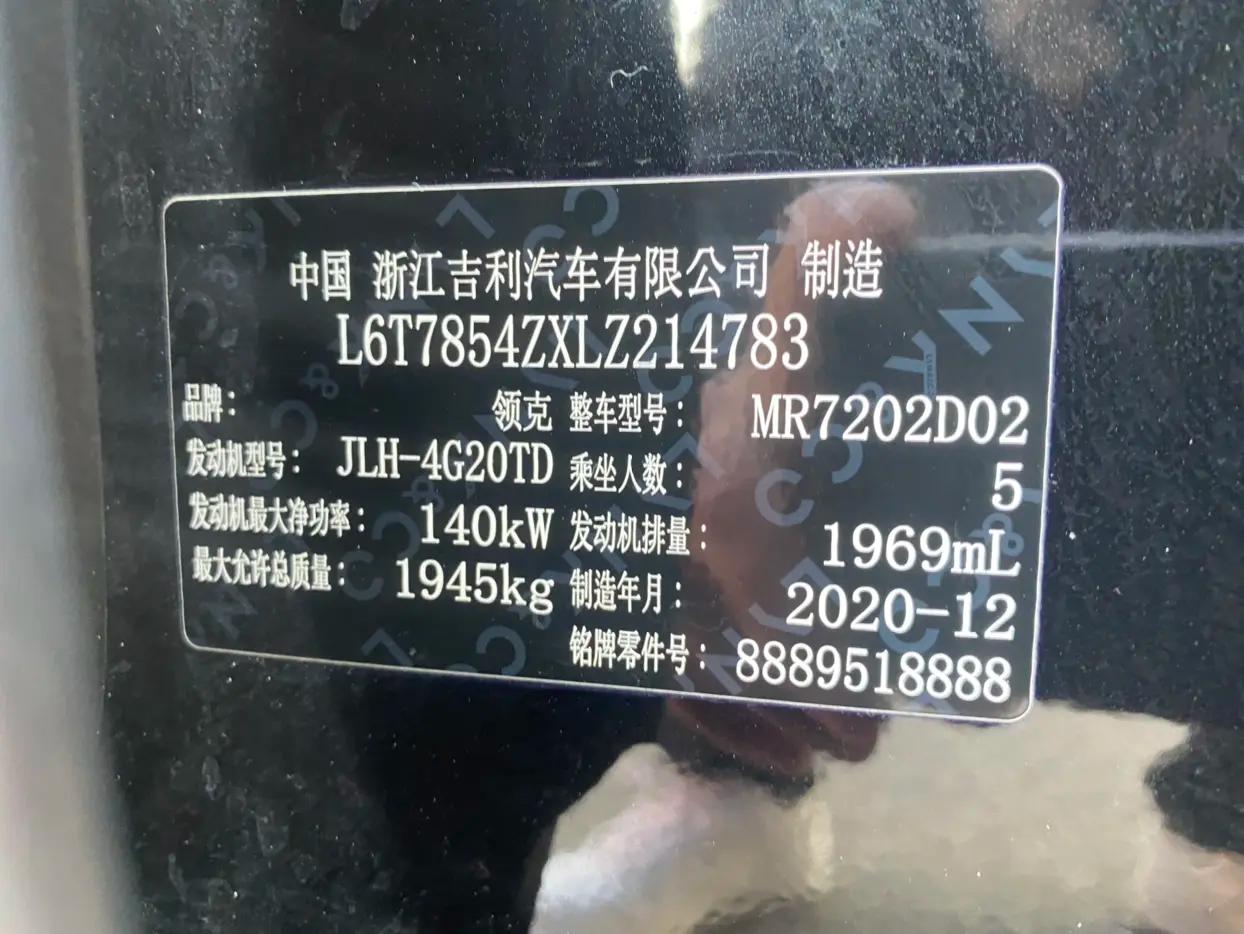 中国 浙江吉利汽车有限公司 制造
L6T7854ZXLZ214783
品牌: 领克 整车型号: MR7202D02
发动机型号: JLH-4G20TD 乘坐人数: 5
发动机最大净功率: 140kW 发动机排量: 1969mL
最大允许总质量: 1945kg 制造年月: 2020-12
铭牌零件号: 8889518888